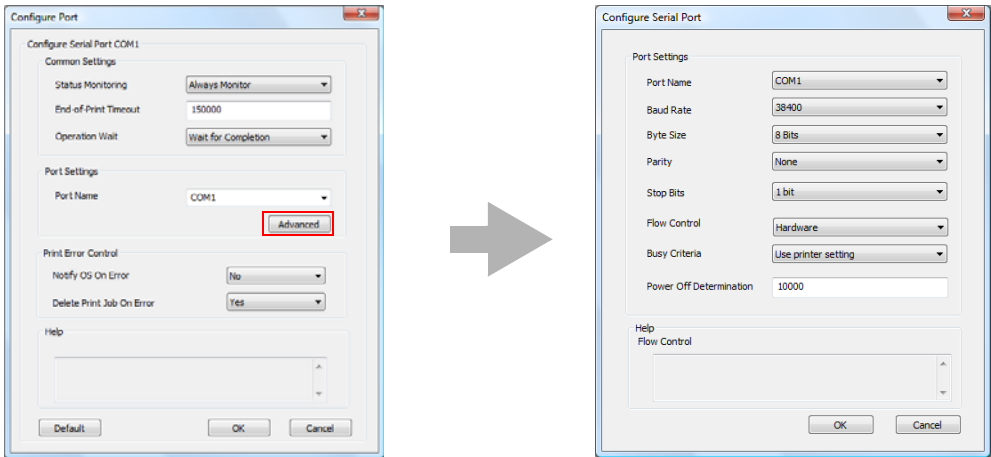 Configure Port
Configure Serial Port COM1
Common Settings
Status Monitoring Always Monitor
End-of-Print Timeout 150000
Operation Wait Wait for Completion
Port Settings
Port Name COM1
Advanced
Print Error Control
Notify OS On Error No
Delete Print Job On Error Yes
Help
Default OK Cancel
Configure Serial Port
Port Settings
Port Name COM1
Baud Rate 38400
Byte Size 8 Bits
Parity None
Stop Bits 1 bit
Flow Control Hardware
Busy Criteria Use printer setting
Power Off Determination 10000
Help
Flow Control
OK Cancel